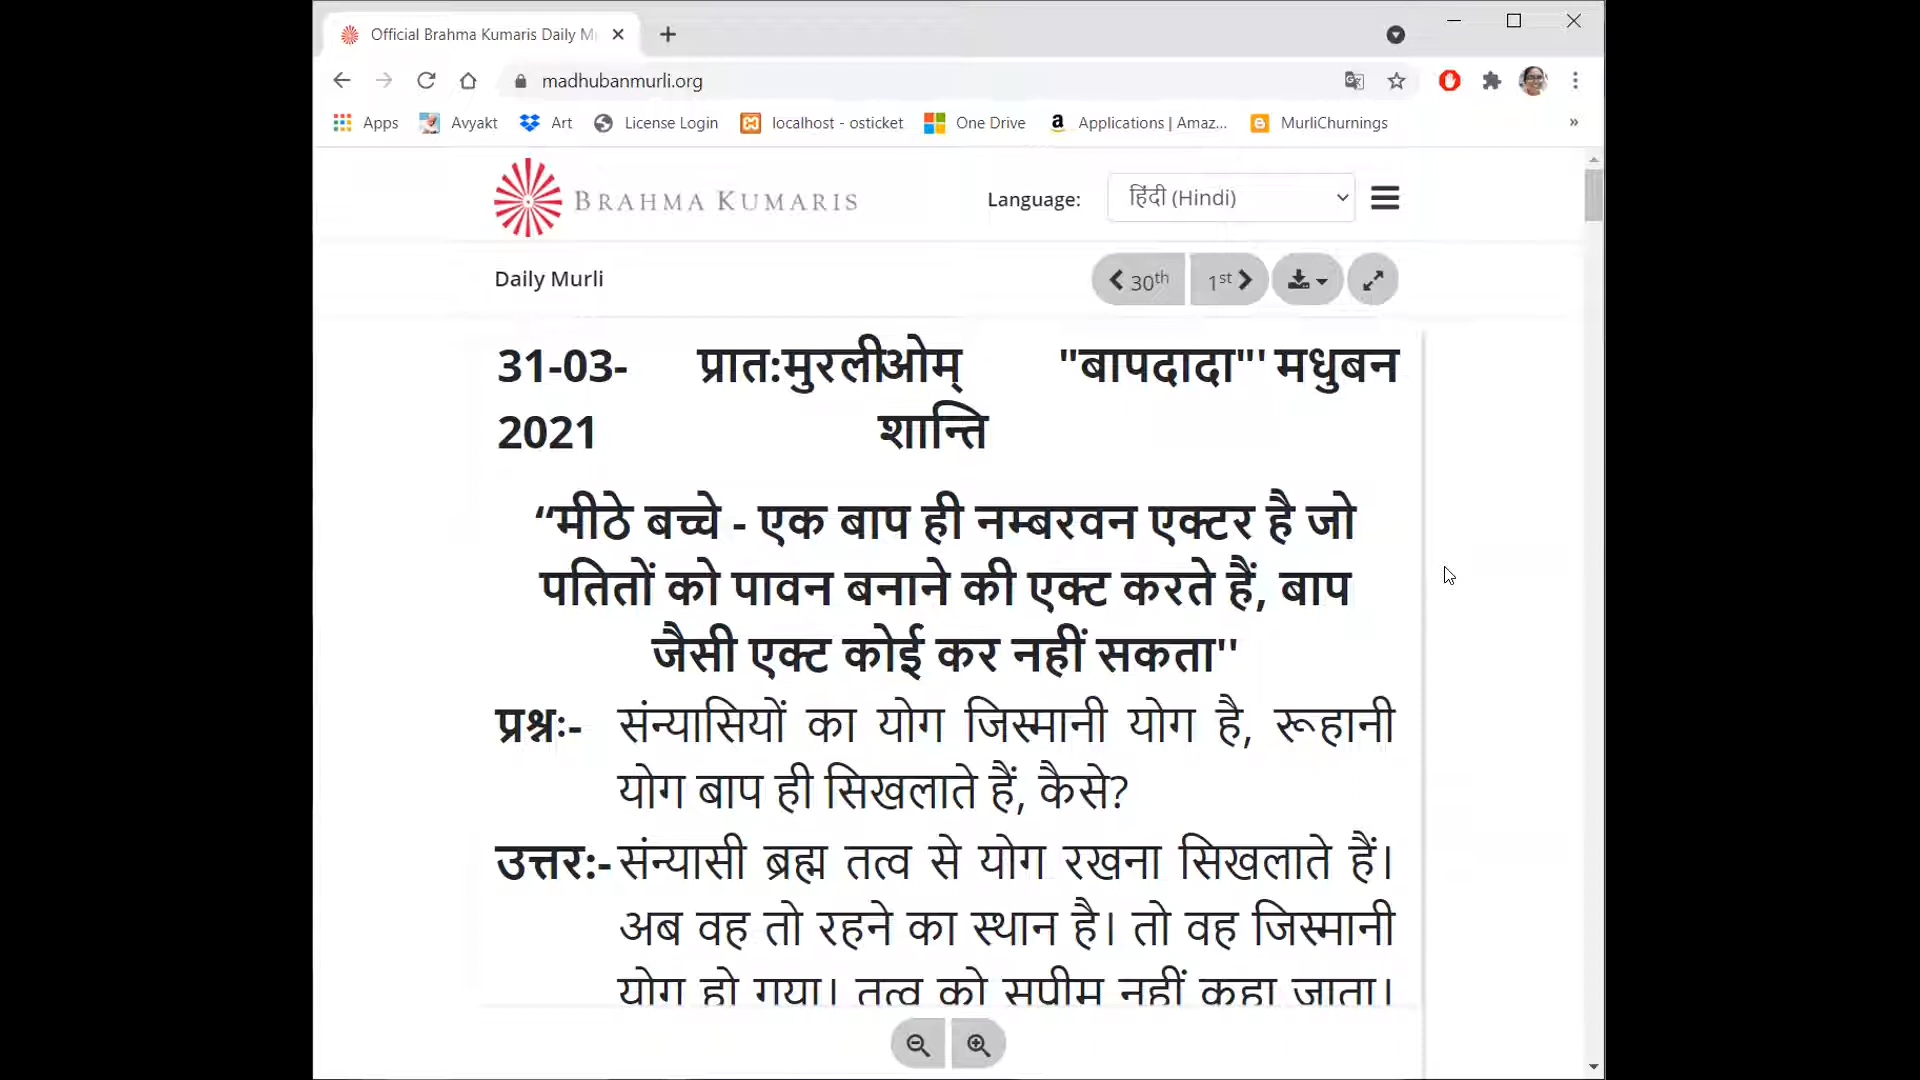 Official Brahma Kumaris Daily M
madhubanmurli.org
Apps Avyakt Art License Login localhost - osticket One Drive Applications | Amaz... MurliChurnings »
BRAHMA KUMARIS Language: हिंदी (Hindi)
Daily Murli 30th 1st
31-03- प्रात:मुरली ओम् "बापदादा"' मधुबन
2021 शान्ति
“मीठे बच्चे - एक बाप ही नम्बरवन एक्टर है जो
पतितों को पावन बनाने की एक्ट करते हैं, बाप
जैसी एक्ट कोई कर नहीं सकता"
प्रश्नः- संन्यासियों का योग जिस्मानी योग है, रूहानी
योग बाप ही सिखलाते हैं, कैसे?
उत्तरः- संन्यासी ब्रह्म तत्व से योग रखना सिखलाते हैं।
अब वह तो रहने का स्थान है। तो वह जिस्मानी
योग हो गया। तत्व को सुप्रीम नहीं कहा जाता।